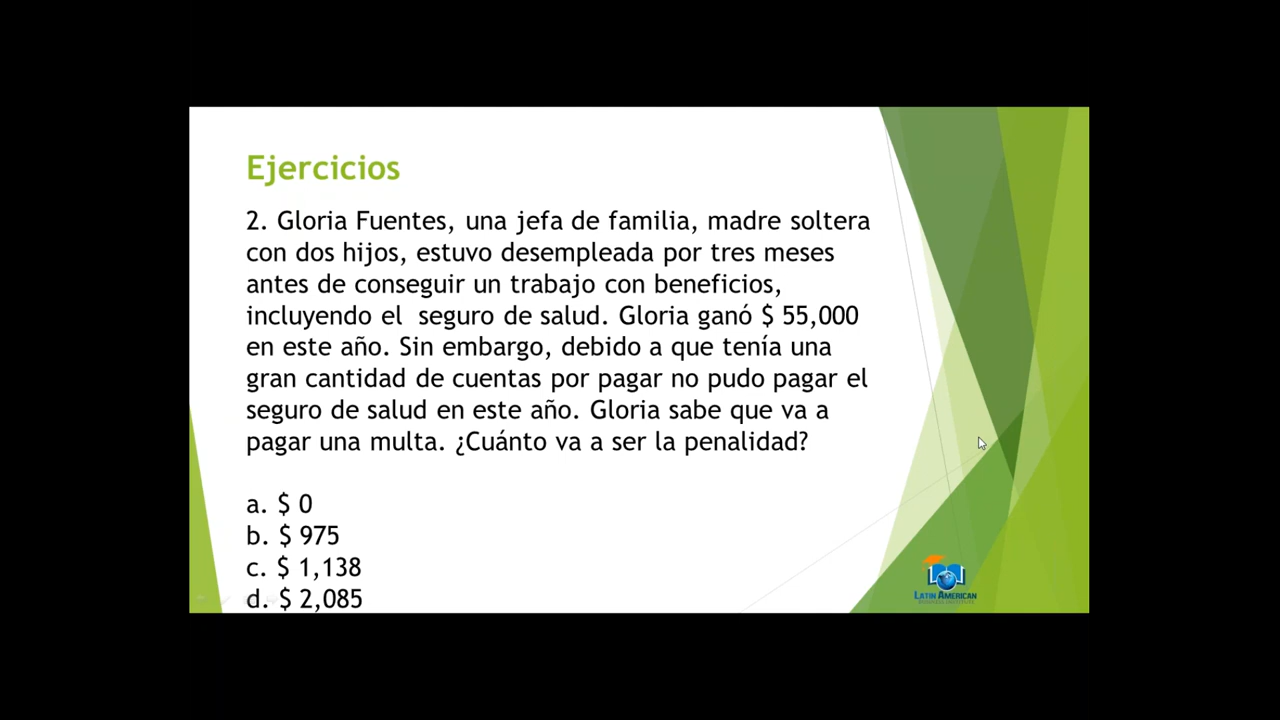 Ejercicios
2. Gloria Fuentes, una jefa de familia, madre soltera
con dos hijos, estuvo desempleada por tres meses
antes de conseguir un trabajo con beneficios,
incluyendo el seguro de salud. Gloria ganó $ 55,000
en este año. Sin embargo, debido a que tenía una
gran cantidad de cuentas por pagar no pudo pagar el
seguro de salud en este año. Gloria sabe que va a
pagar una multa. ¿Cuánto va a ser la penalidad?
a. $ 0
b. $ 975
c. $ 1,138
d. $ 2,085
LATIN AMERICAN